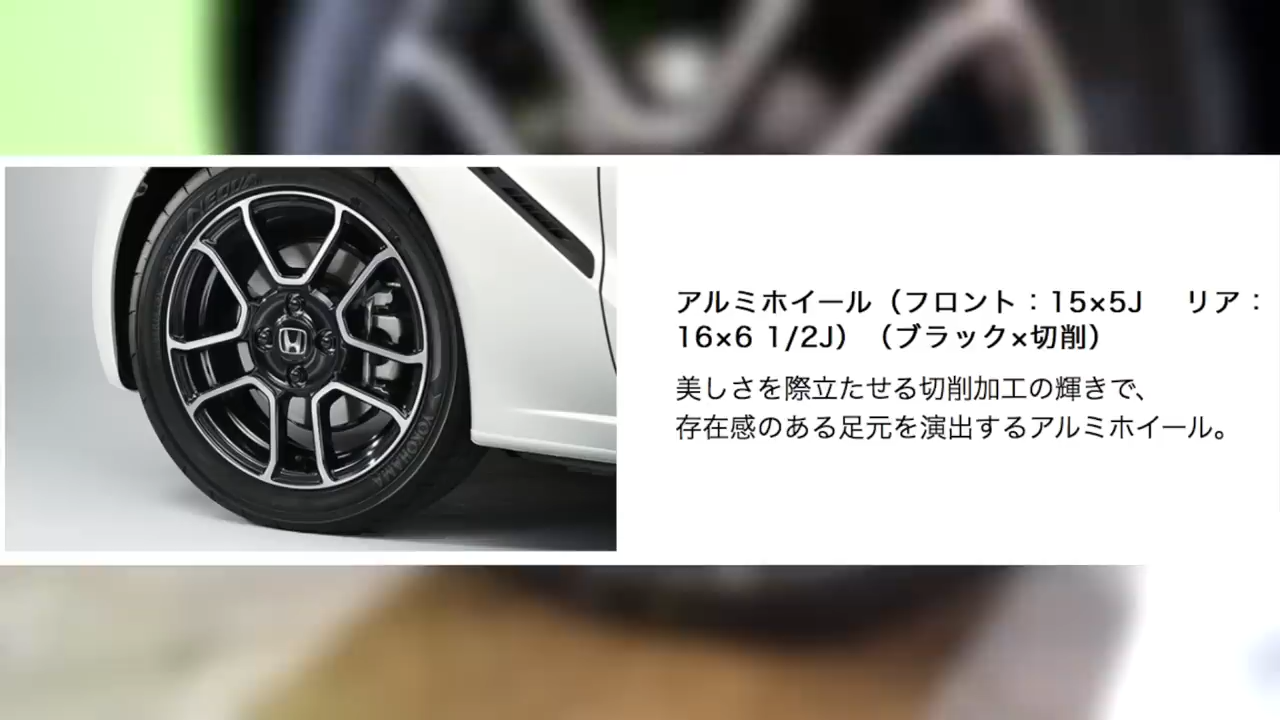 NEOVA
YOKOHAMA
アルミホイール（フロント：15×5J　リア：
16×6 1/2J）（ブラック×切削）
美しさを際立たせる切削加工の輝きで、
存在感のある足元を演出するアルミホイール。